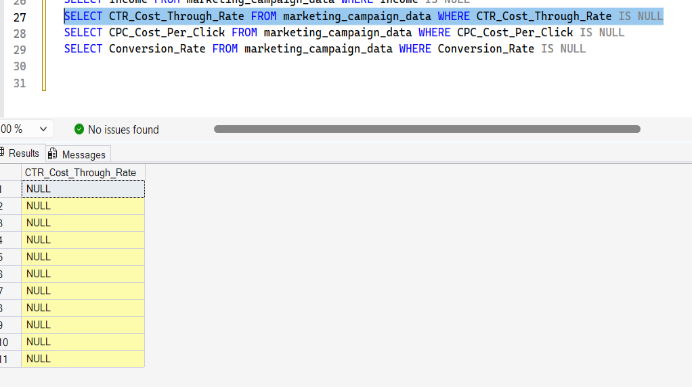 26 SELECT Income FROM marketing_campaign_data WHERE Income IS NULL
27 SELECT CTR_Cost_Through_Rate FROM marketing_campaign_data WHERE CTR_Cost_Through_Rate IS NULL
28 SELECT CPC_Cost_Per_Click FROM marketing_campaign_data WHERE CPC_Cost_Per_Click IS NULL
29 SELECT Conversion_Rate FROM marketing_campaign_data WHERE Conversion_Rate IS NULL
30
31
00 % No issues found
Results Messages
CTR_Cost_Through_Rate
1 NULL
2 NULL
3 NULL
4 NULL
5 NULL
6 NULL
7 NULL
8 NULL
9 NULL
10 NULL
11 NULL